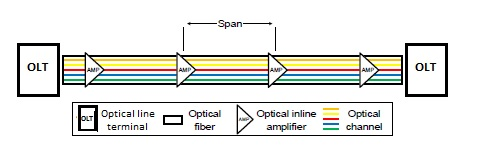 Span
OLT
AMP
AMP
AMP
AMP
OLT
OLT
Optical line
terminal
Optical
fiber
AMP
Optical inline
amplifier
Optical
channel